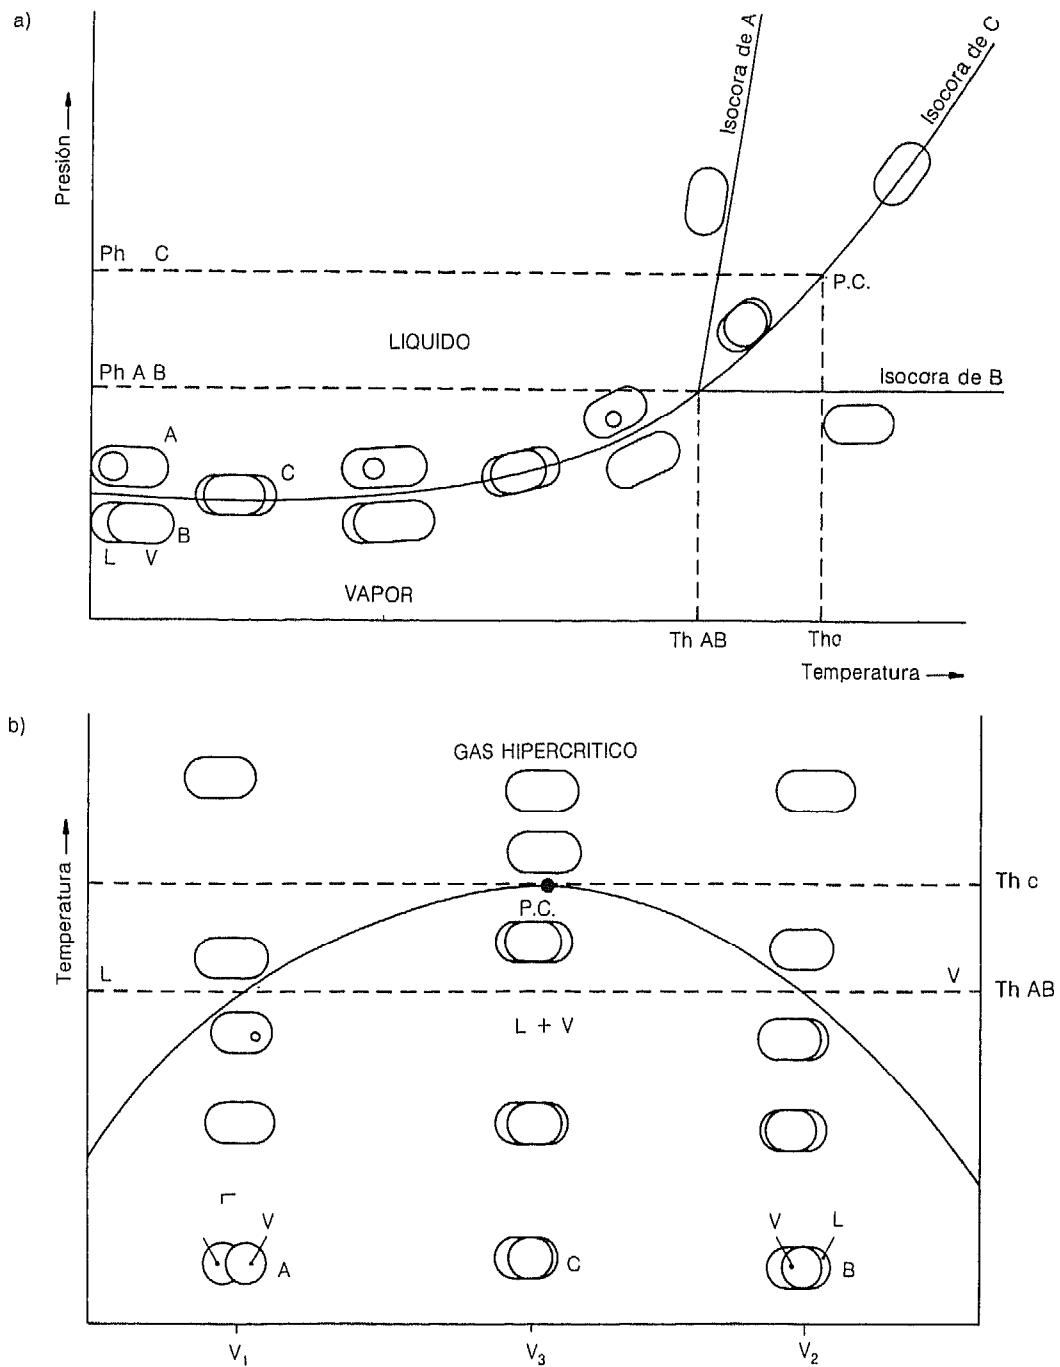 a)
Presión
Isocora de A
Isocora de C
Ph C
P.C.
LIQUIDO
Ph A B
Isocora de B
A
C
B
L V
VAPOR
Th AB
Thc
Temperatura
b)
Temperatura
GAS HIPERCRITICO
Th c
P.C.
L
V
Th AB
L + V
L
V
A
C
V
L
B
V1
V3
V2